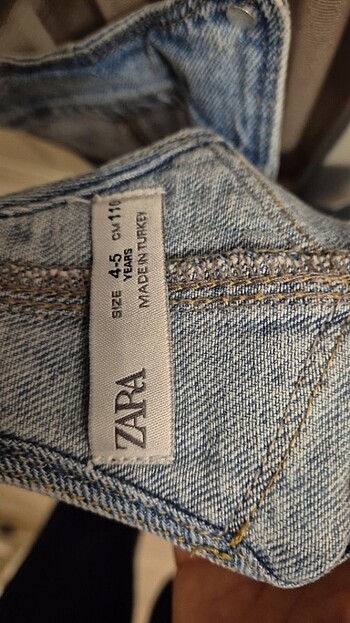 ZARA
SIZE 4-5 CM 110
YEARS
MADE IN TURKEY